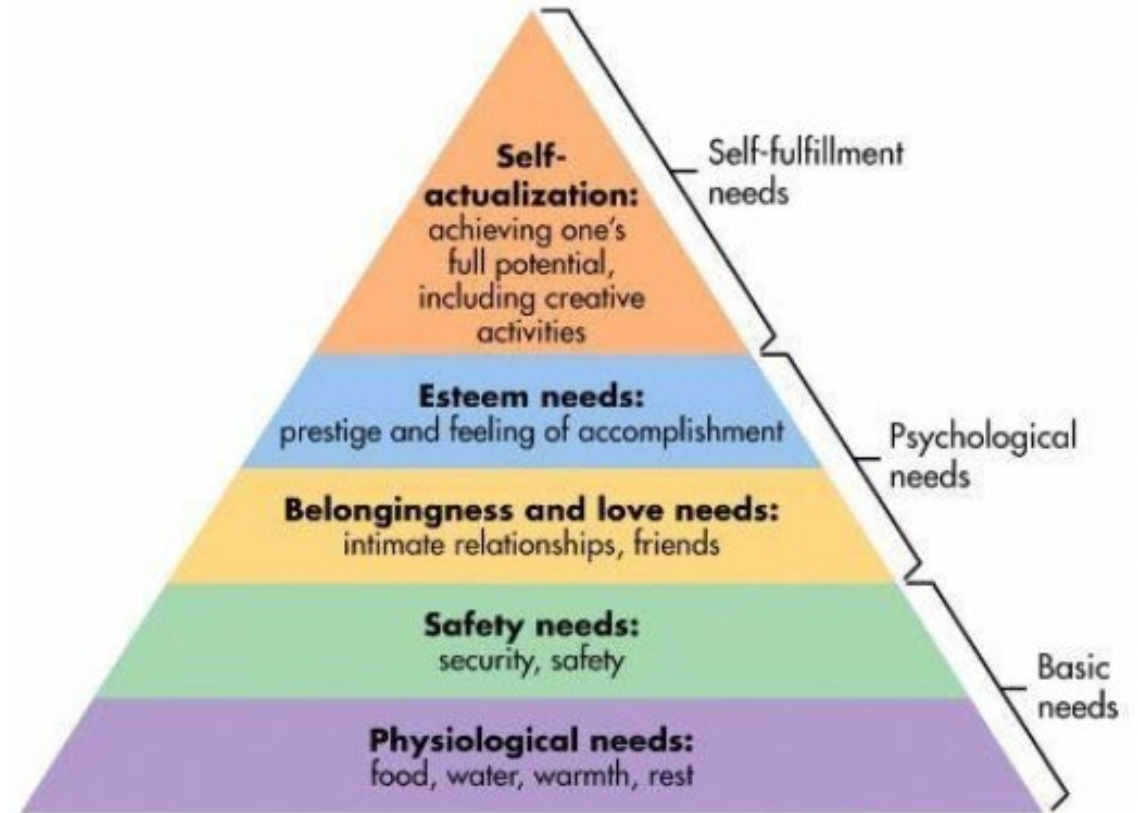 Self-
actualization:
achieving one's
full potential,
including creative
activities
Self-fulfillment
needs
Esteem needs:
prestige and feeling of accomplishment
Psychological
needs
Belongingness and love needs:
intimate relationships, friends
Safety needs:
security, safety
Basic
needs
Physiological needs:
food, water, warmth, rest